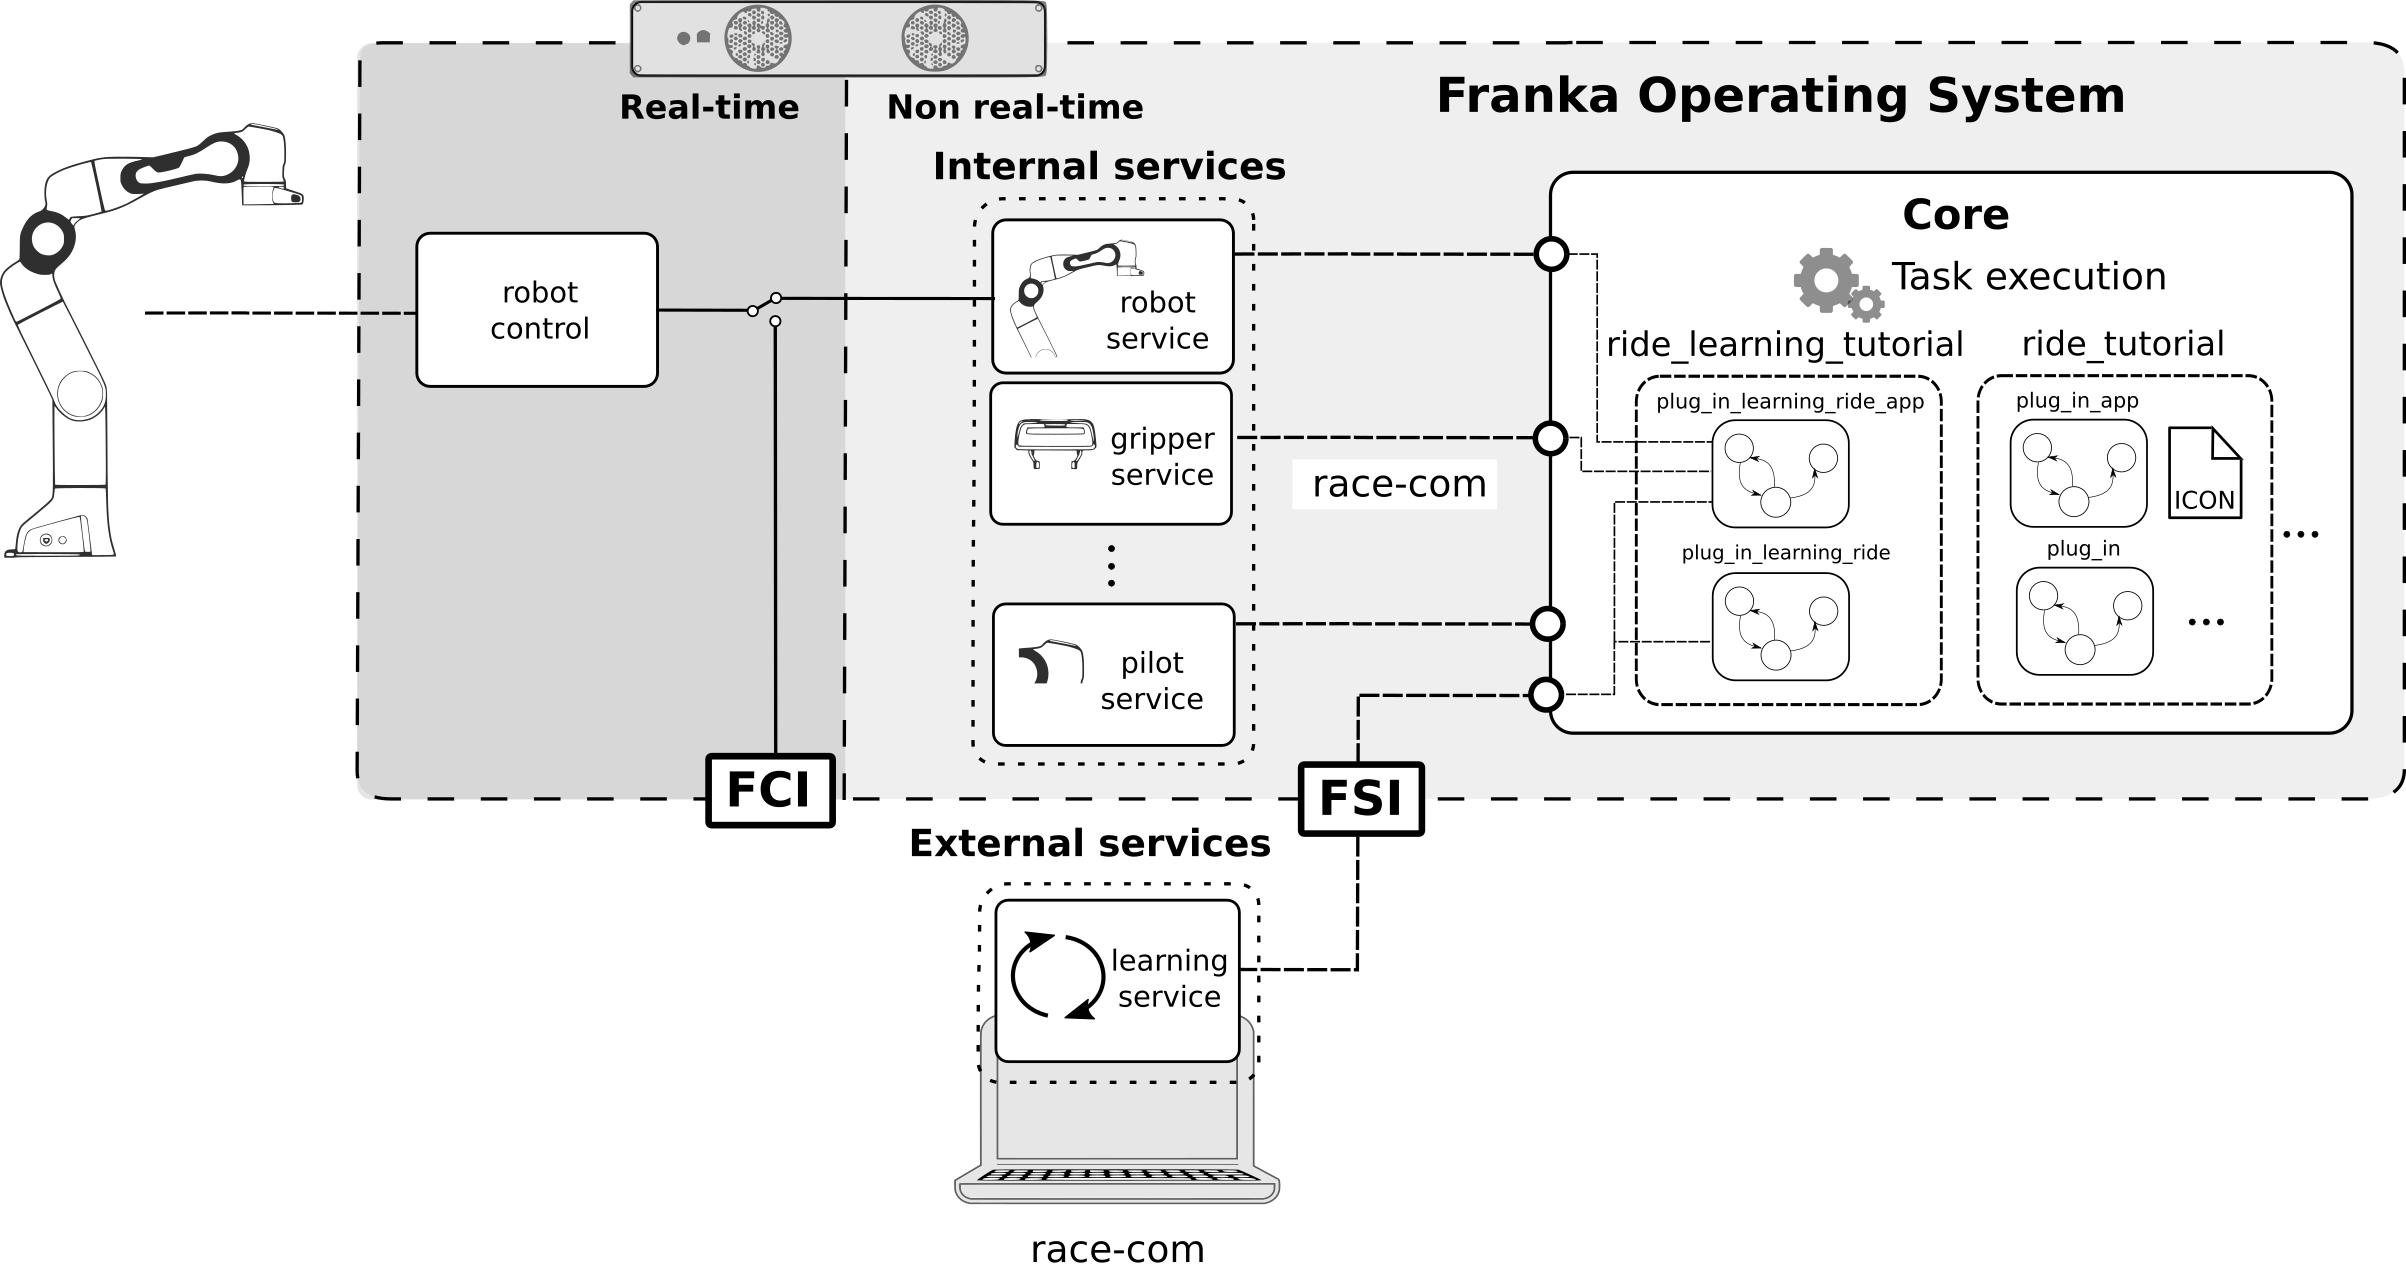 Real-time
Non real-time
Franka Operating System
Internal services
Core
Task execution
robot
control
robot
service
ride_learning_tutorial
ride_tutorial
plug_in_learning_ride_app
plug_in_app
gripper
service
race-com
ICON
...
plug_in_learning_ride
plug_in
...
pilot
service
FCI
FSI
External services
learning
service
race-com